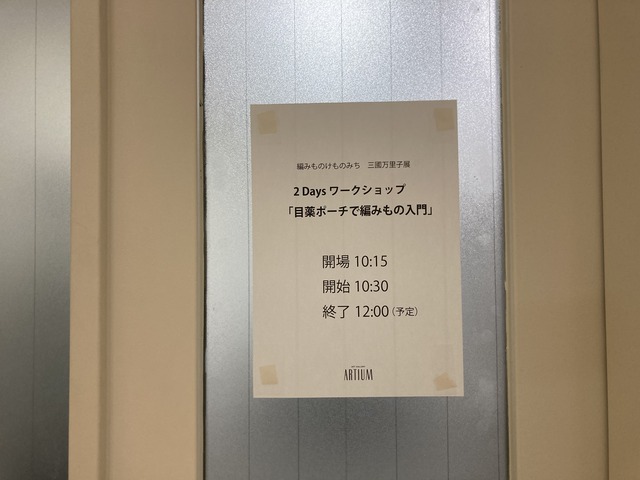 編みものけものみち　三國万里子展
2 Days ワークショップ
「目薬ポーチで編みもの入門」
開場 10:15
開始 10:30
終了 12:00（予定）
ARTIUM